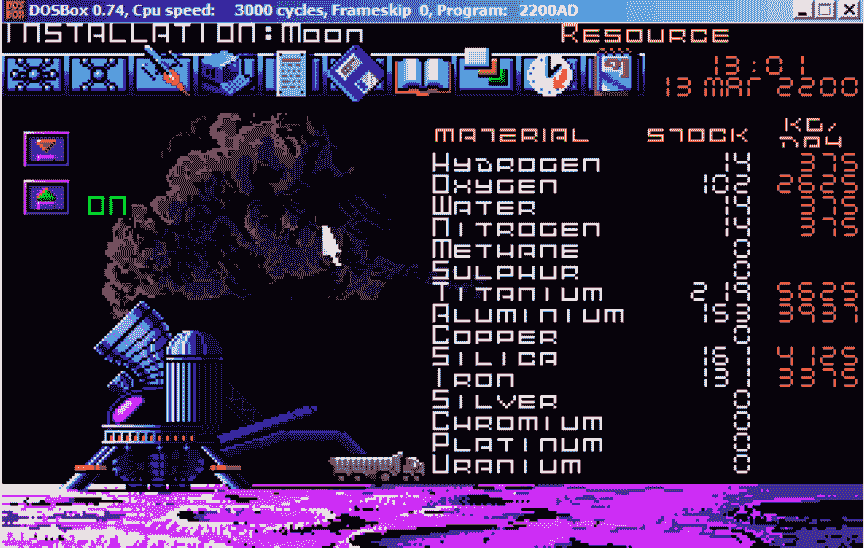 DOSBox 0.74, Cpu speed: 3000 cycles, Frameskip 0, Program: 2200AD
Installation:Moon Resource
13:01
13 Mar 2200
Material Stock KG/DAY
Hydrogen 14 375
Oxygen 102 2625
Water 14 375
Nitrogen 14 375
Methane 0
Sulphur 0
Titanium 219 5625
Aluminium 153 3937
Copper 0
Silica 161 4125
Iron 131 3375
Silver 0
Chromium 0
Platinum 0
Uranium 0
On